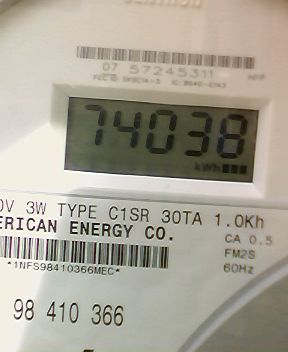 07 57245311
74038
kWh
0V 3W TYPE C1SR 30TA 1.0Kh
ERICAN ENERGY CO.
CA 0.5
*1NFS98410366MEC*
FM2S
60Hz
98 410 366